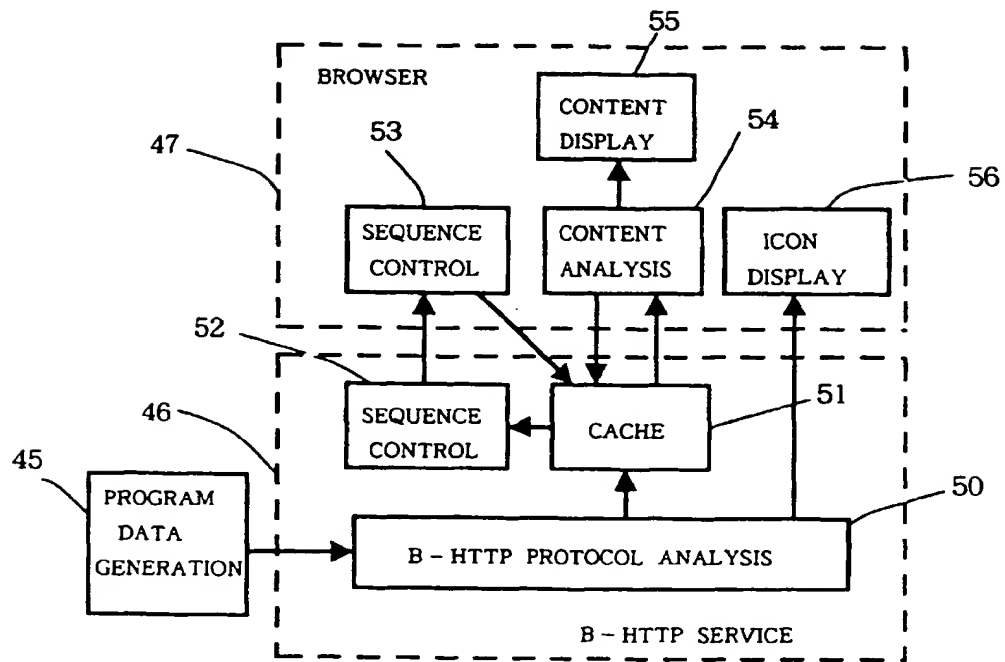 55
BROWSER
CONTENT
DISPLAY
54
53
47
56
SEQUENCE
CONTROL
CONTENT
ANALYSIS
ICON
DISPLAY
52
51
46
SEQUENCE
CONTROL
CACHE
45
50
PROGRAM
DATA
GENERATION
B-HTTP PROTOCOL ANALYSIS
B-HTTP SERVICE